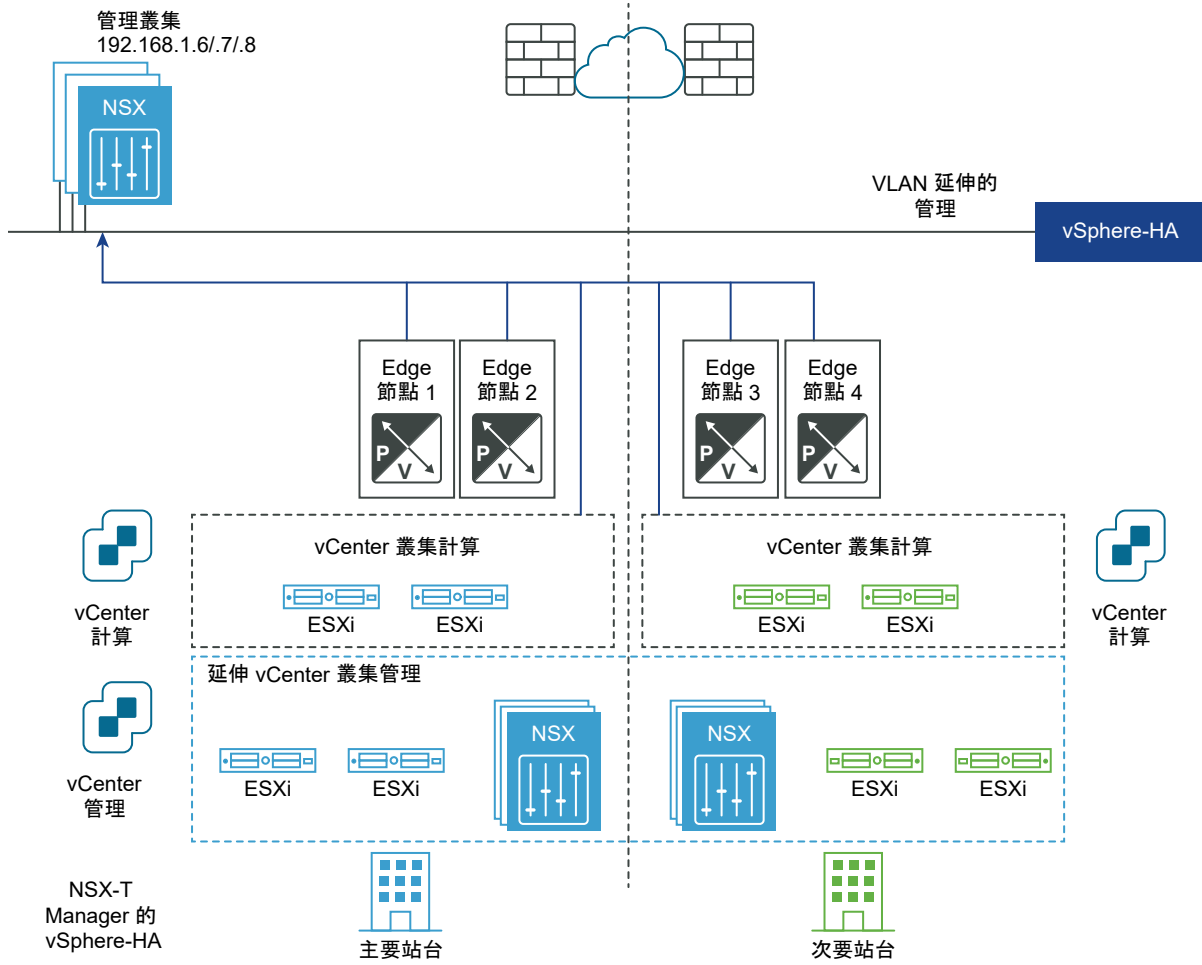 管理叢集
192.168.1.6/.7/.8
NSX
VLAN 延伸的
管理
vSphere-HA
Edge
節點 1
Edge
節點 2
Edge
節點 3
Edge
節點 4
P
V
P
V
P
V
P
V
vCenter 叢集計算
vCenter 叢集計算
ESXi
ESXi
ESXi
ESXi
vCenter
計算
vCenter
計算
延伸 vCenter 叢集管理
NSX
NSX
ESXi
ESXi
ESXi
ESXi
vCenter
管理
NSX-T
Manager 的
vSphere-HA
主要站台
次要站台